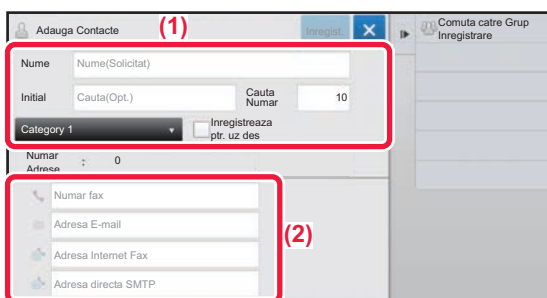 Adauga Contacte
(1)
Inregist.
Comuta catre Grup
Inregistrare
Nume
Nume(Solicitat)
Initial
Cauta(Opt.)
Cauta
Numar
10
Category 1
Inregistreaza
ptr. uz des
Numar
Adrese
:
0
Numar fax
Adresa E-mail
(2)
Adresa Internet Fax
Adresa directa SMTP